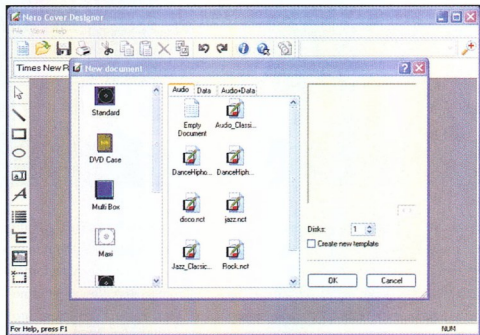 Nero Cover Designer
File View Help
Times New R
New document
Standard
DVD Case
Multi Box
Maxi
Audio Data Audio+Data
Empty Document
Audio_Classi...
DanceHipho... DanceHiph...
disco.nct jazz.nct
Jazz_Classic... Rock.nct
Disks: 1
Create new template
OK Cancel
For Help, press F1
NUM